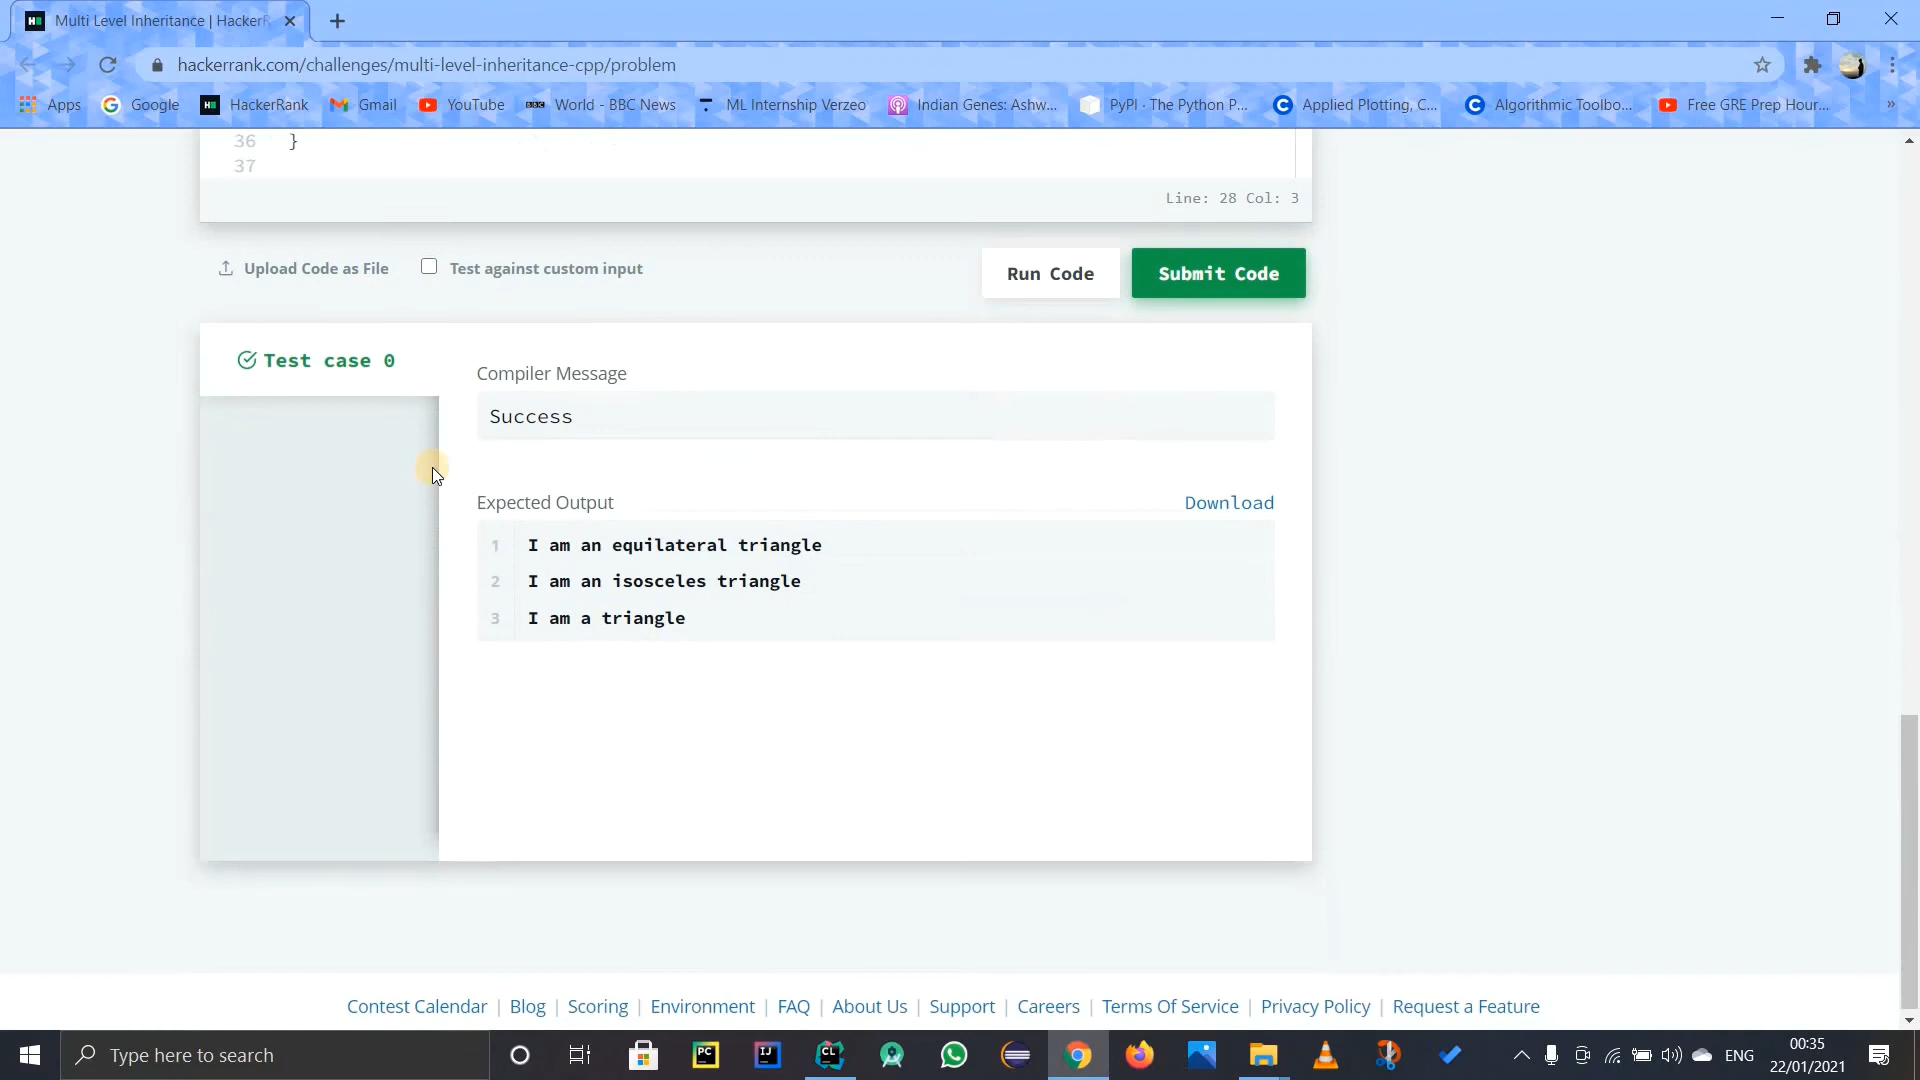 Multi Level Inheritance | HackerR
hackerrank.com/challenges/multi-level-inheritance-cpp/problem
Apps Google HackerRank Gmail YouTube World - BBC News ML Internship Verzeo Indian Genes: Ashw... PyPI · The Python P... Applied Plotting, C... Algorithmic Toolbo... Free GRE Prep Hour... »
36 }
37
Line: 28 Col: 3
Upload Code as File Test against custom input Run Code Submit Code
Test case 0
Compiler Message
Success
Expected Output Download
1 I am an equilateral triangle
2 I am an isosceles triangle
3 I am a triangle
Contest Calendar | Blog | Scoring | Environment | FAQ | About Us | Support | Careers | Terms Of Service | Privacy Policy | Request a Feature
Type here to search
ENG
00:35
22/01/2021